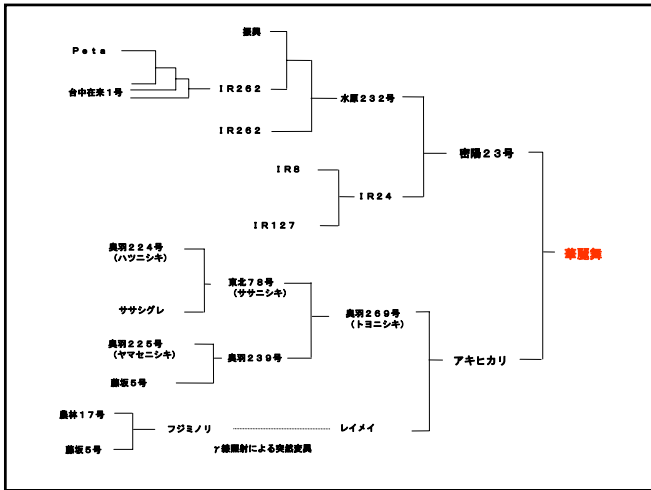 振興
Peta
台中在来1号
IR262
水原232号
IR262
密陽23号
IR8
IR24
IR127
奥羽224号
(ハツニシキ)
華麗舞
東北78号
(ササニシキ)
ササシグレ
奥羽269号
(トヨニシキ)
奥羽225号
(ヤマセニシキ)
奥羽239号
アキヒカリ
藤坂5号
農林17号
フジミノリ
レイメイ
藤坂5号
γ線照射による突然変異